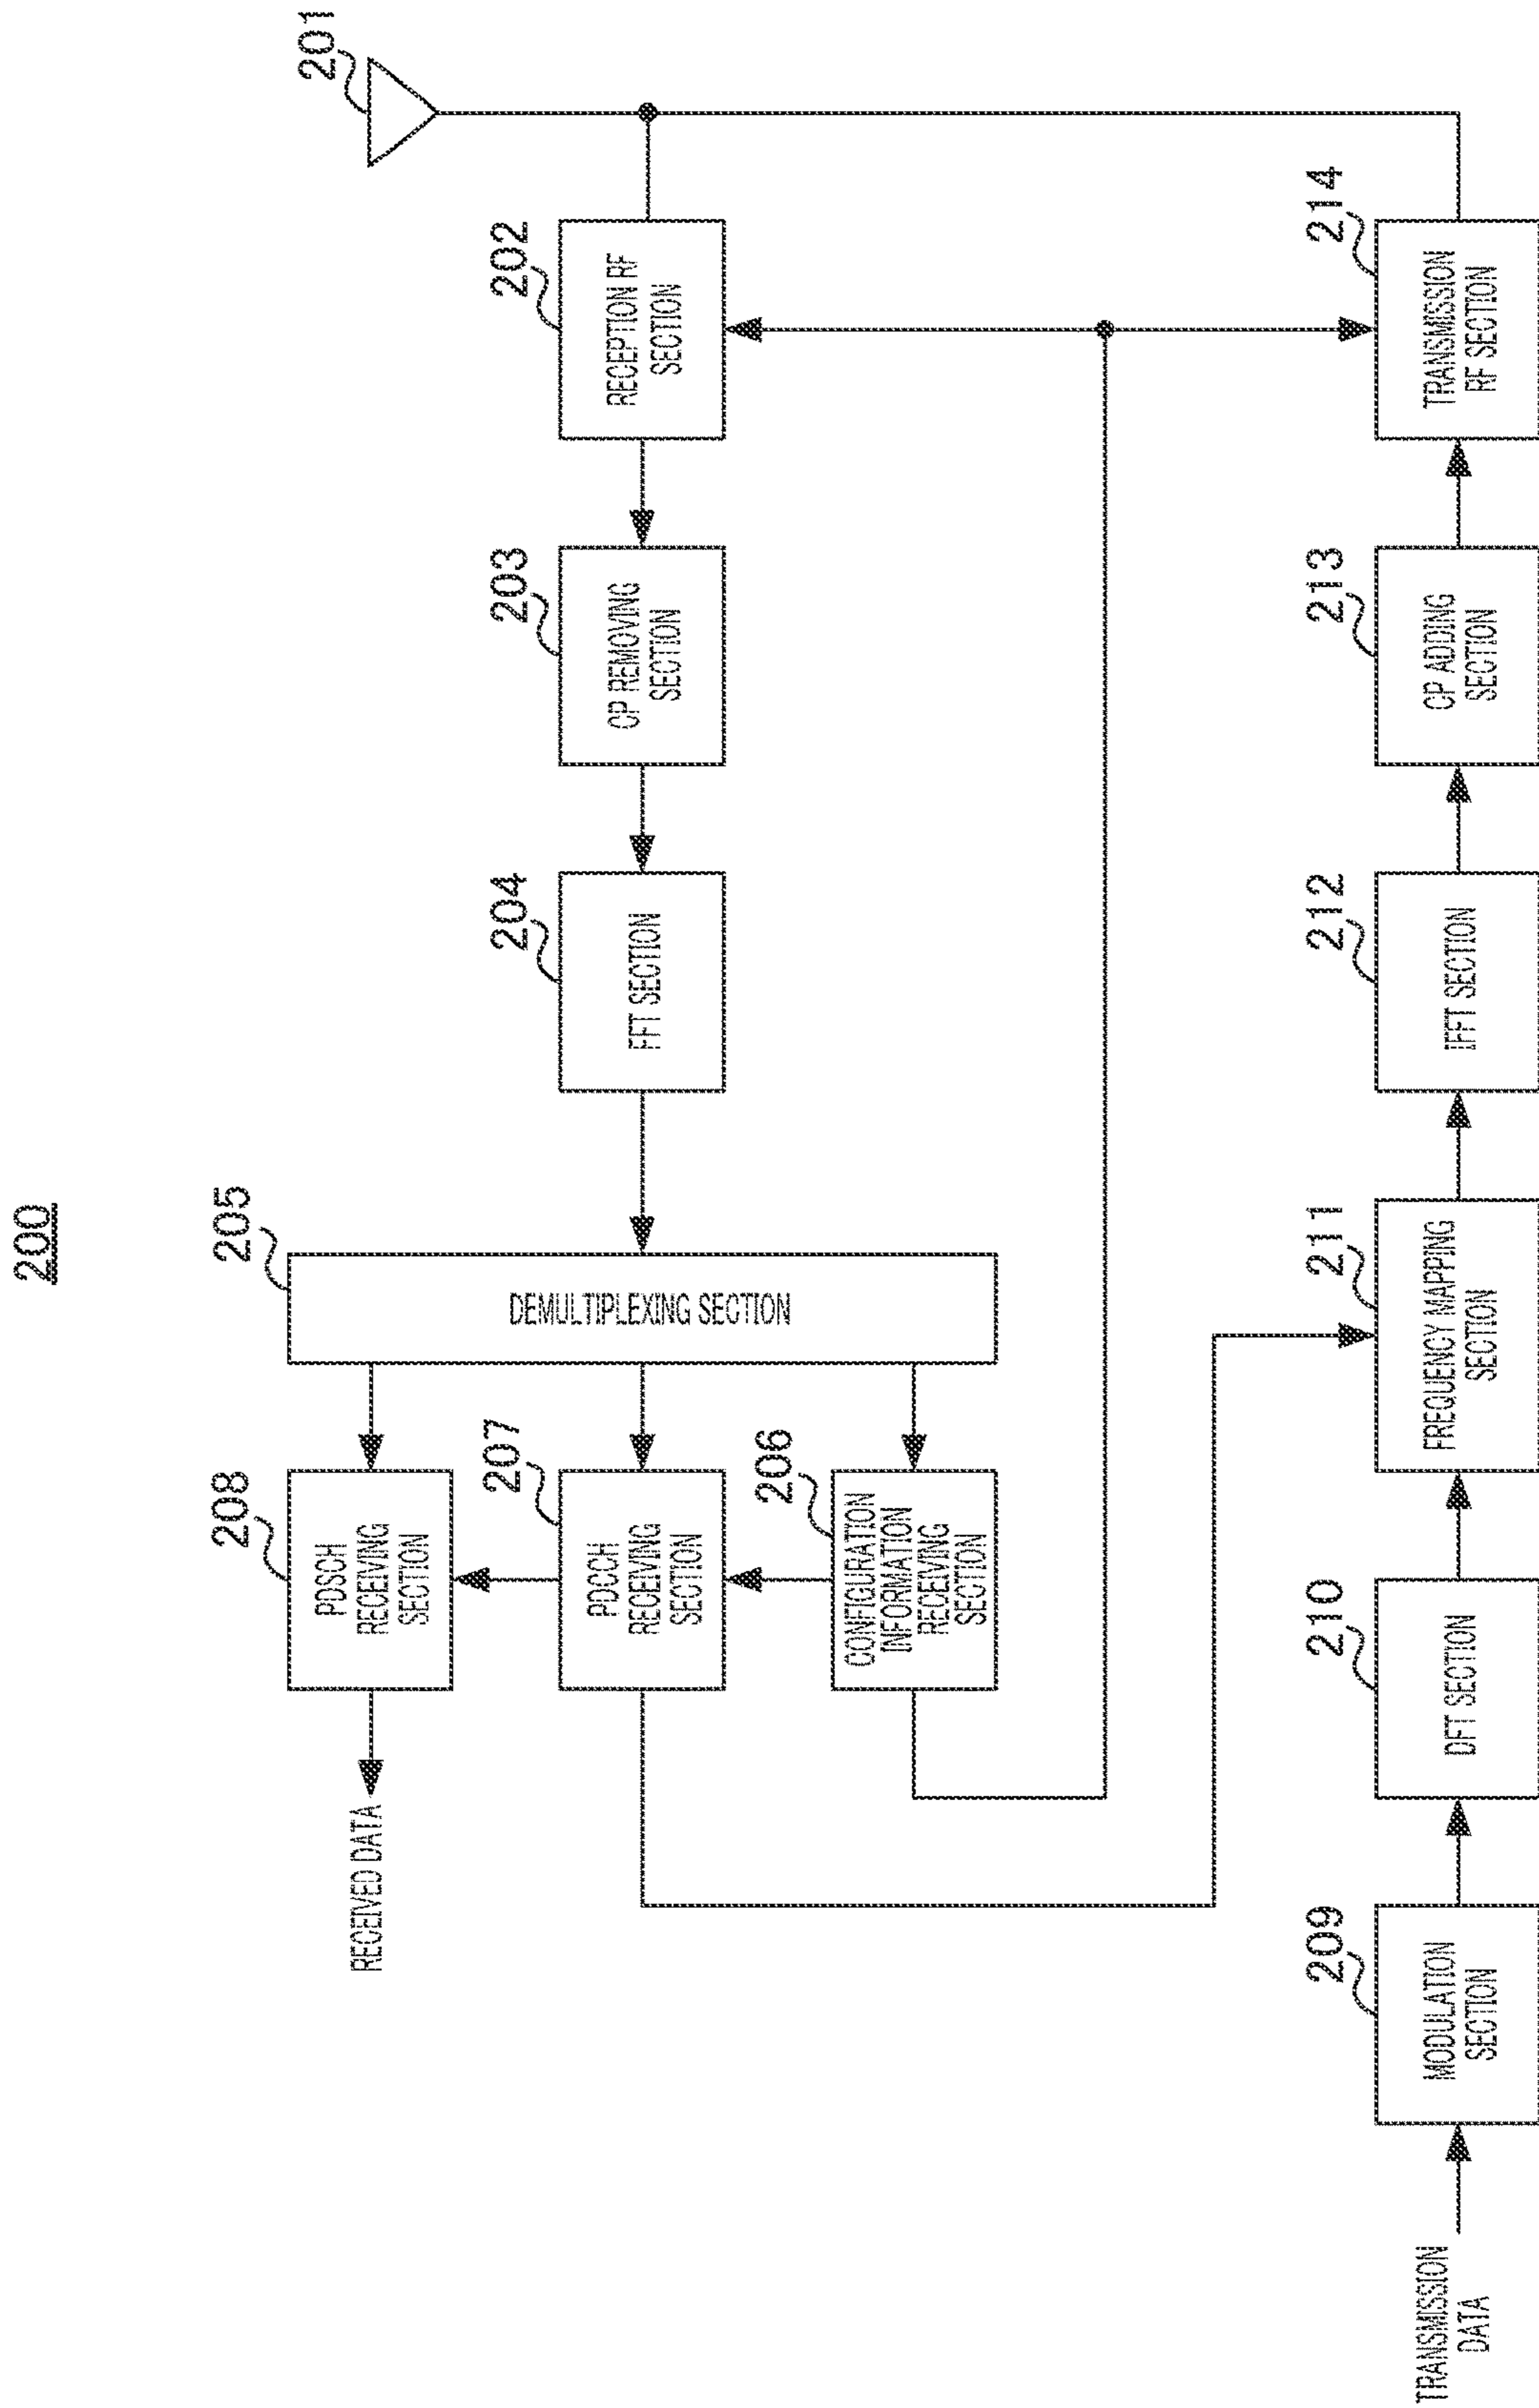 200
201
RECEPTION RF
SECTION
202
CP REMOVING
SECTION
203
FFT SECTION
204
DEMULTIPLEXING SECTION
205
PDSCH
RECEIVING
SECTION
208
PDCCH
RECEIVING
SECTION
207
CONFIGURATION
INFORMATION
RECEIVING
SECTION
206
RECEIVED DATA
TRANSMISSION
DATA
MODULATION
SECTION
209
DFT SECTION
210
FREQUENCY MAPPING
SECTION
211
IFFT SECTION
212
CP ADDING
SECTION
213
TRANSMISSION
RF SECTION
214